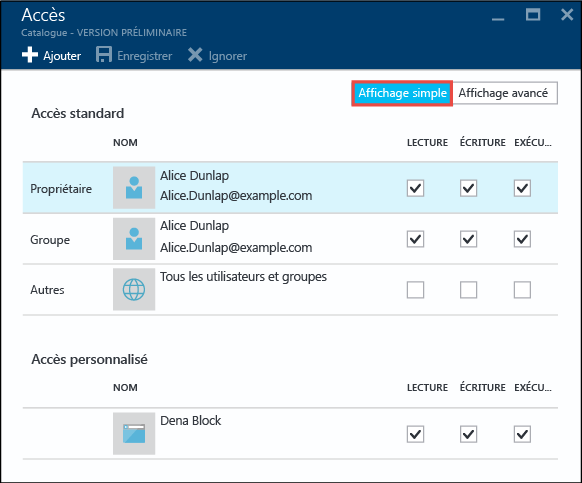 Accès
Catalogue - VERSION PRÉLIMINAIRE
Ajouter Enregistrer Ignorer
Affichage simple Affichage avancé
Accès standard
NOM LECTURE ÉCRITURE EXÉCU...
Propriétaire Alice Dunlap
Alice.Dunlap@example.com
Groupe Alice Dunlap
Alice.Dunlap@example.com
Autres Tous les utilisateurs et groupes
Accès personnalisé
NOM LECTURE ÉCRITURE EXÉCU...
Dena Block